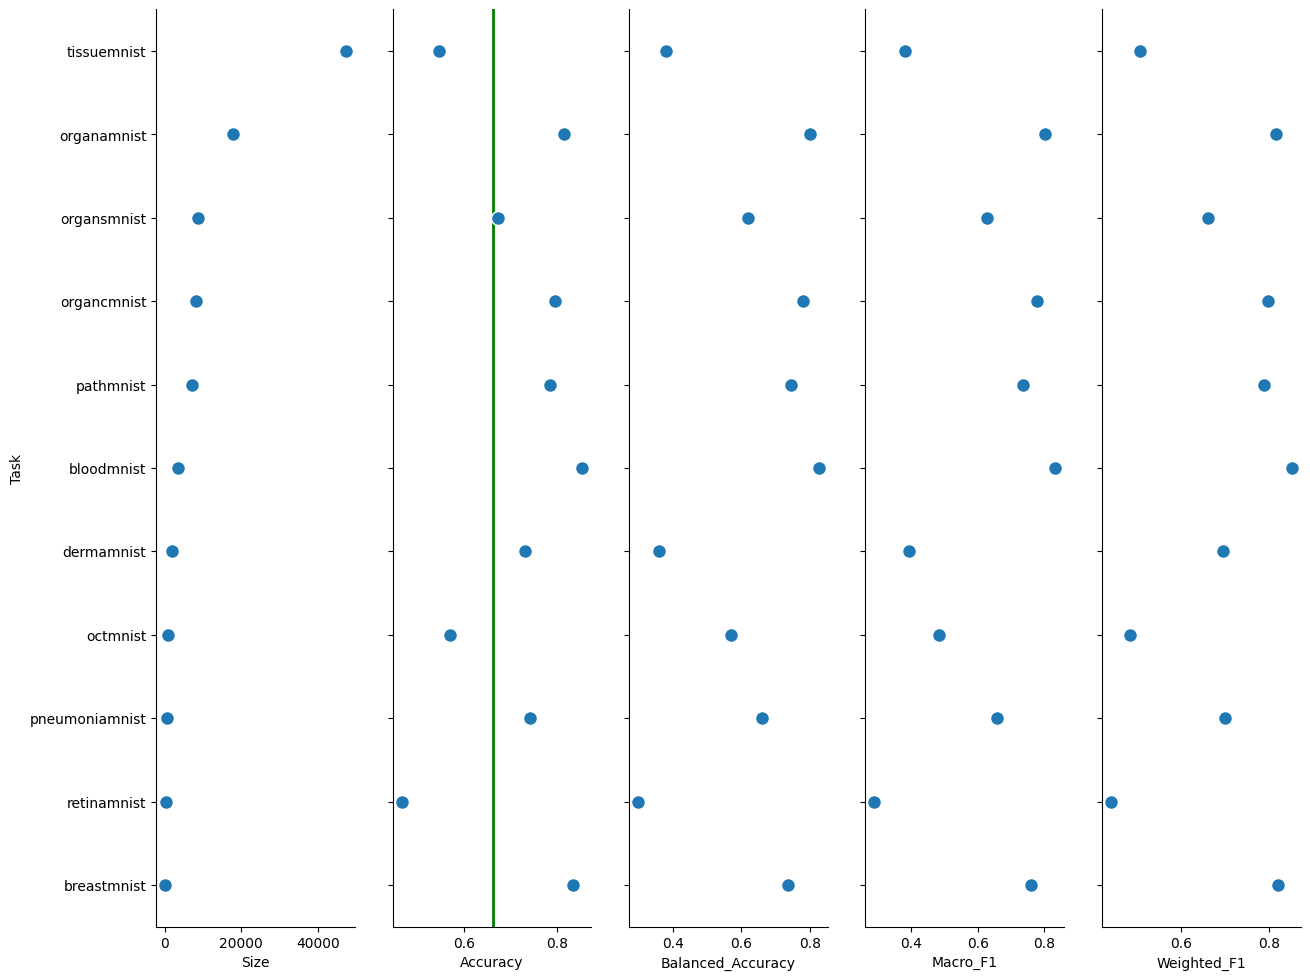 Task
tissuemnist
organamnist
organsmnist
organcmnist
pathmnist
bloodmnist
dermamnist
octmnist
pneumoniamnist
retinamnist
breastmnist
0 20000 40000
Size
0.6 0.8
Accuracy
0.4 0.6 0.8
Balanced_Accuracy
0.4 0.6 0.8
Macro_F1
0.6 0.8
Weighted_F1